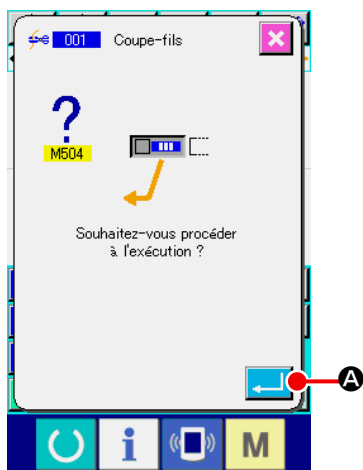 001 Coupe-fils
?
M504
Souhaitez-vous procéder
à l'exécution ?
A
i M